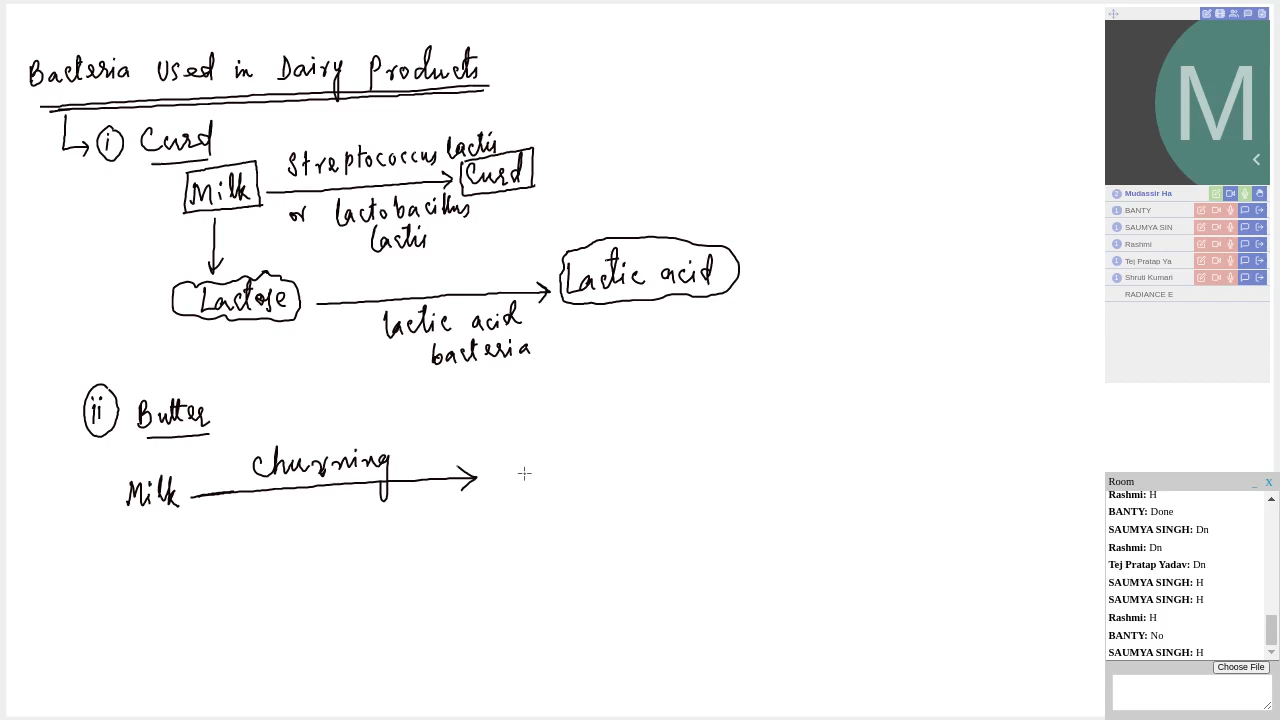 Bacteria Used in Dairy Products
i Curd
Milk Streptococcus lactis Curd
or lactobacillus
lactis
Lactose Lactic acid
lactic acid
bacteria
ii Butter
Milk Churning
M
Mudassir Ha
BANTY
SAUMYA SIN
Rashmi
Tej Pratap Ya
Shruti Kumari
RADIANCE E
Room _ X
Rashmi: H
BANTY: Done
SAUMYA SINGH: Dn
Rashmi: Dn
Tej Pratap Yadav: Dn
SAUMYA SINGH: H
SAUMYA SINGH: H
Rashmi: H
BANTY: No
SAUMYA SINGH: H
Choose File